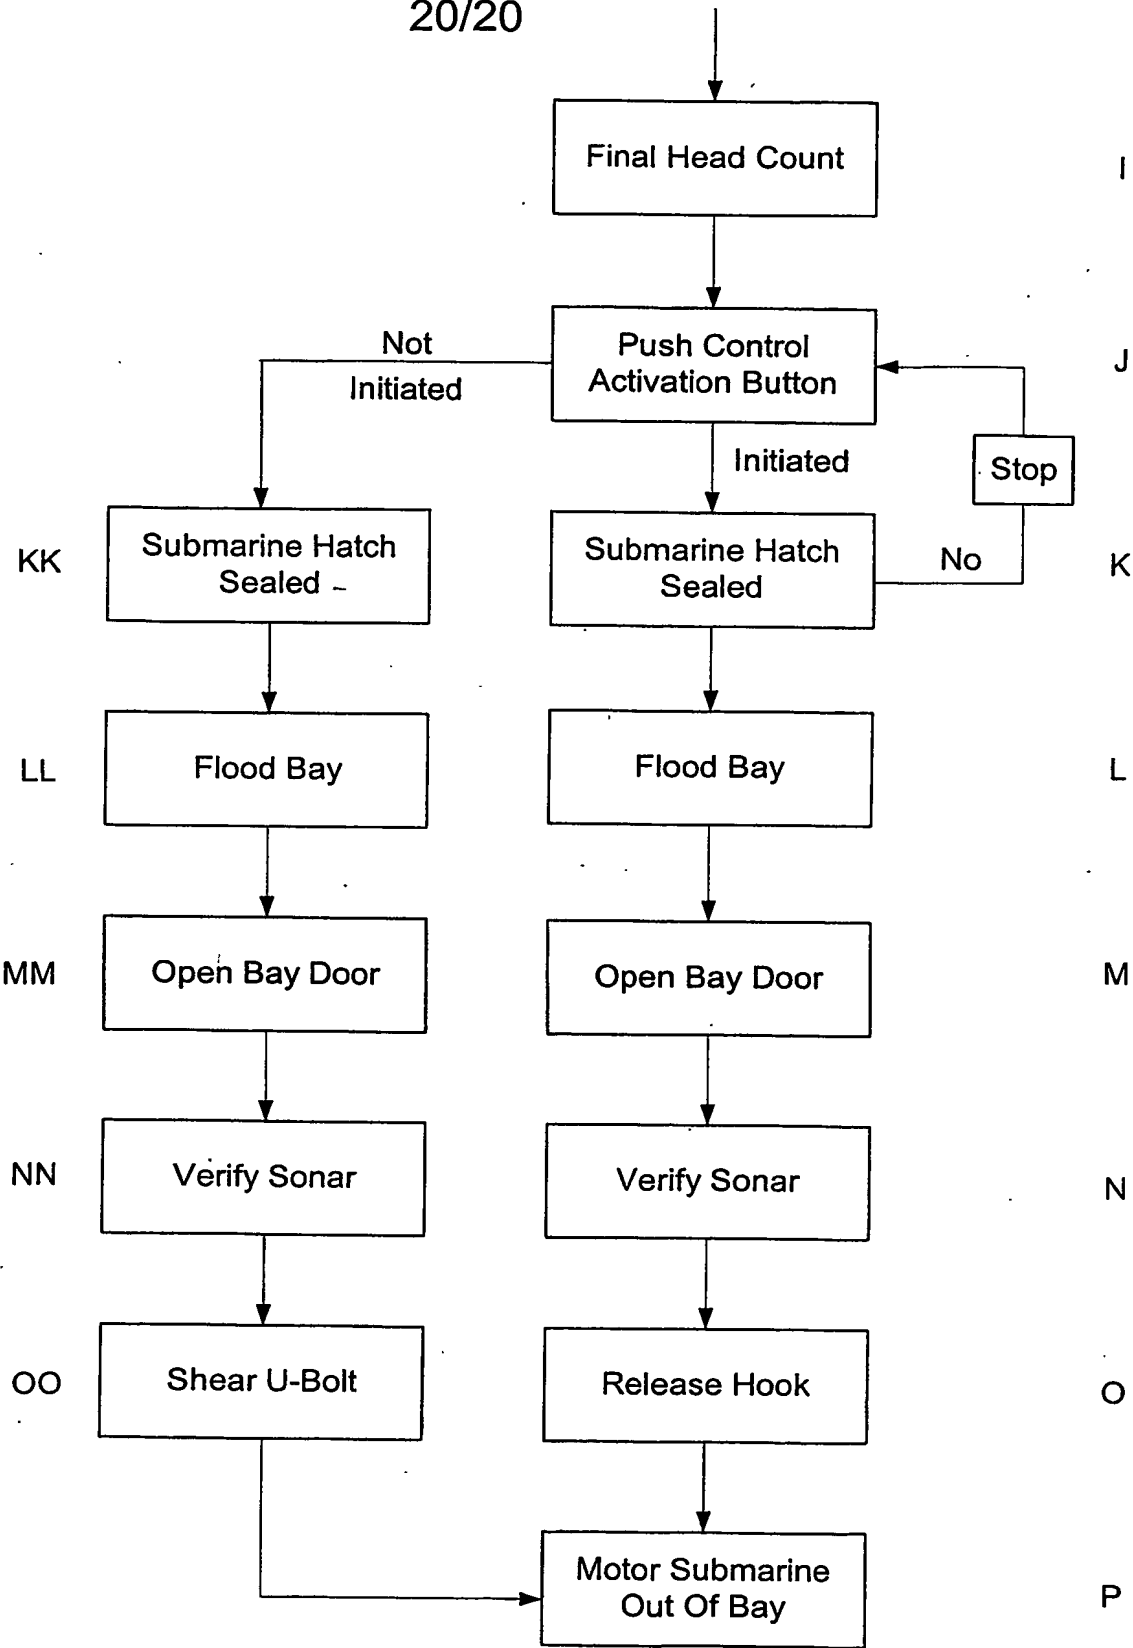 20/20
Final Head Count
I
Push Control
Activation Button
J
Not
Initiated
Initiated
Stop
KK
Submarine Hatch
Sealed
Submarine Hatch
Sealed
No
K
LL
Flood Bay
Flood Bay
L
MM
Open Bay Door
Open Bay Door
M
NN
Verify Sonar
Verify Sonar
N
OO
Shear U-Bolt
Release Hook
O
Motor Submarine
Out Of Bay
P